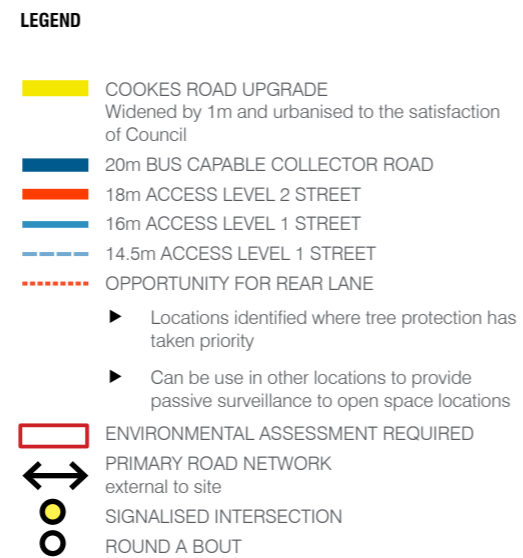 LEGEND
COOKES ROAD UPGRADE
Widened by 1m and urbanised to the satisfaction
of Council
20m BUS CAPABLE COLLECTOR ROAD
18m ACCESS LEVEL 2 STREET
16m ACCESS LEVEL 1 STREET
14.5m ACCESS LEVEL 1 STREET
OPPORTUNITY FOR REAR LANE
Locations identified where tree protection has
taken priority
Can be use in other locations to provide
passive surveillance to open space locations
ENVIRONMENTAL ASSESSMENT REQUIRED
PRIMARY ROAD NETWORK
external to site
SIGNALISED INTERSECTION
ROUND A BOUT